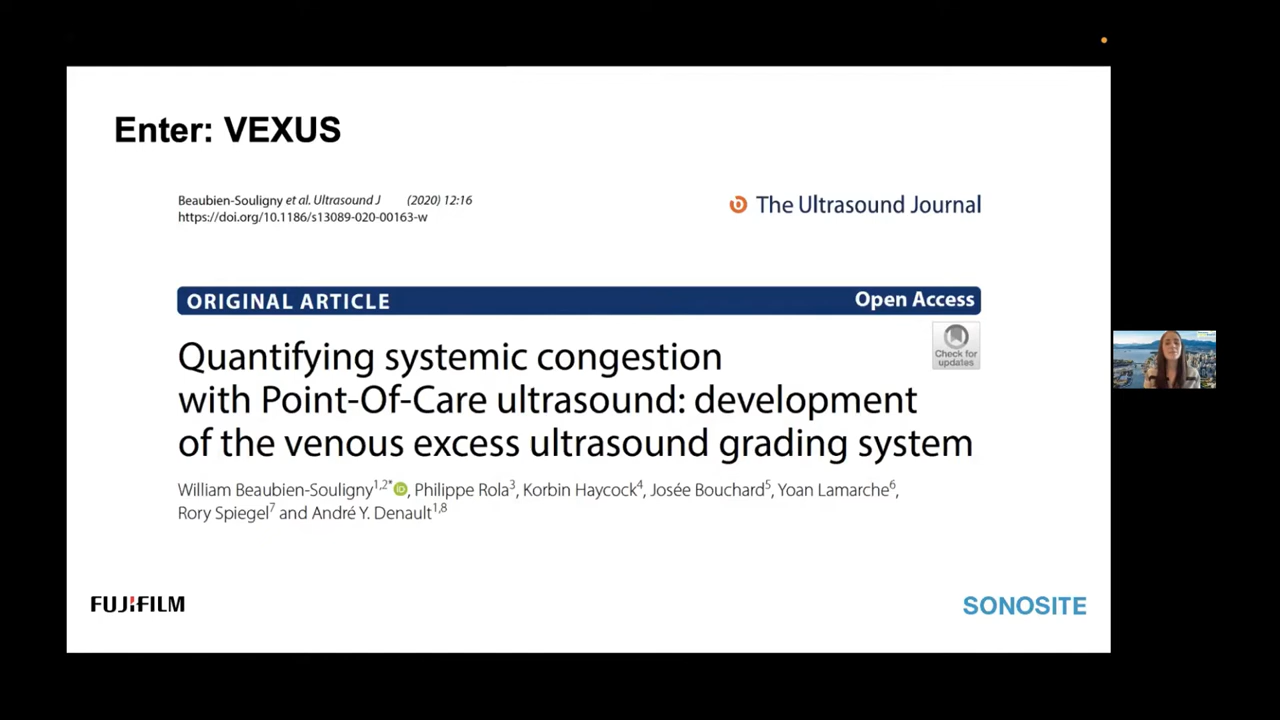 Enter: VEXUS
Beaubien-Souligny et al. Ultrasound J (2020) 12:16
https://doi.org/10.1186/s13089-020-00163-w
The Ultrasound Journal
ORIGINAL ARTICLE
Open Access
Check for
updates
Quantifying systemic congestion
with Point-Of-Care ultrasound: development
of the venous excess ultrasound grading system
William Beaubien-Souligny1,2* iD, Philippe Rola3, Korbin Haycock4, Josée Bouchard5, Yoan Lamarche6,
Rory Spiegel7 and André Y. Denault1,8
FUJIFILM
SONOSITE